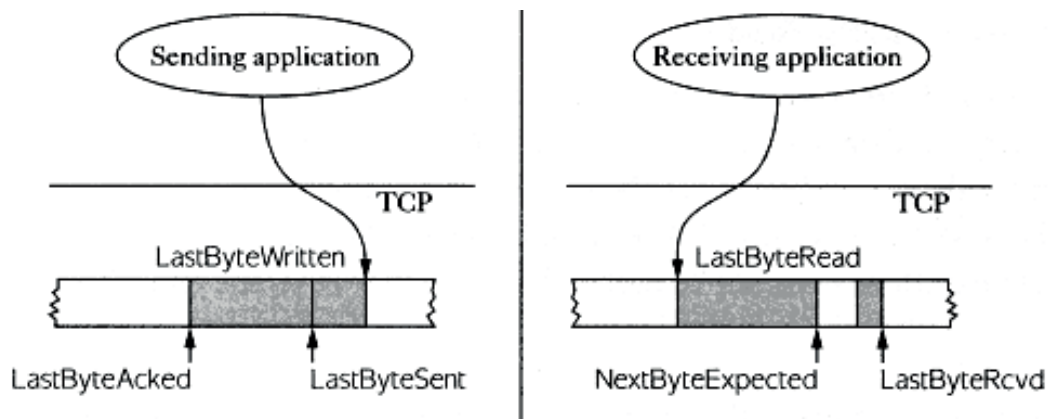 Sending application
TCP
LastByteWritten
LastByteAcked
LastByteSent
Receiving application
TCP
LastByteRead
NextByteExpected
LastByteRcvd